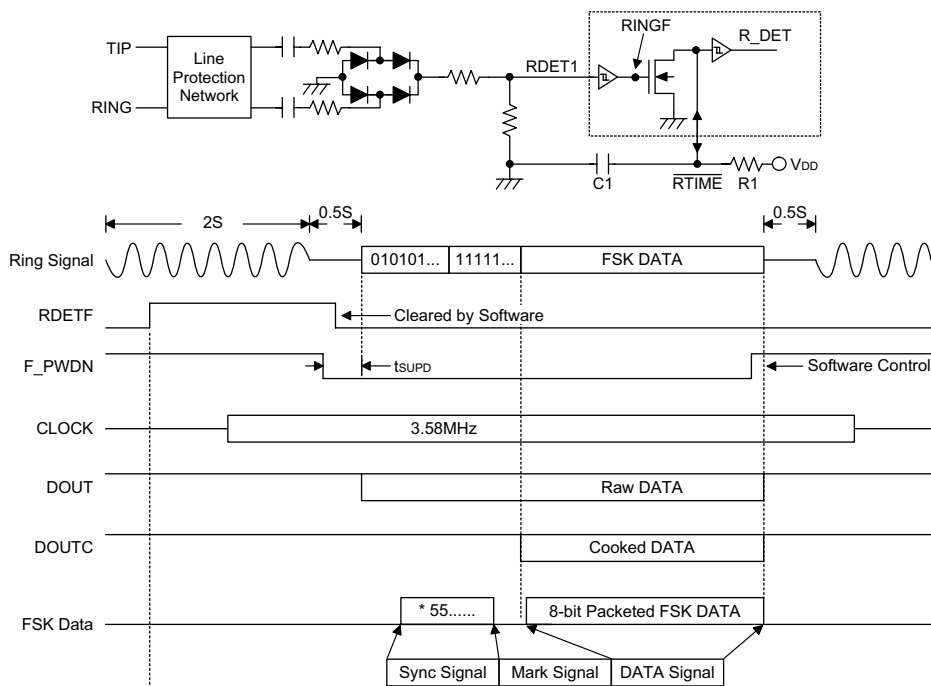 TIP
RING
Line
Protection
Network
RDET1
RINGF
R_DET
C1
RTIME
R1
VDD
2S
0.5S
0.5S
Ring Signal
010101...
11111...
FSK DATA
RDETF
Cleared by Software
F_PWDN
tSUPD
Software Control
CLOCK
3.58MHz
DOUT
Raw DATA
DOUTC
Cooked DATA
FSK Data
* 55......
8-bit Packeted FSK DATA
Sync Signal
Mark Signal
DATA Signal